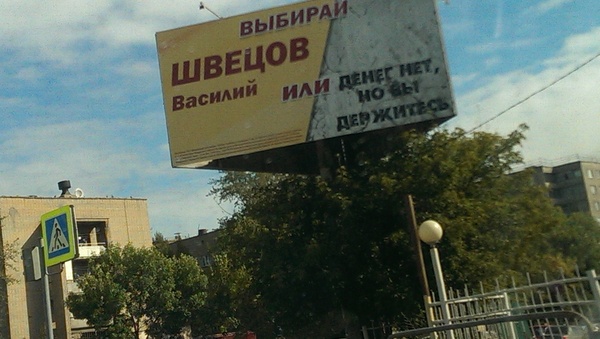 ВЫБИРАЙ
ШВЕЦОВ
Василий
ИЛИ
ДЕНЕГ НЕТ,
НО ВЫ
ДЕРЖИТЕСЬ